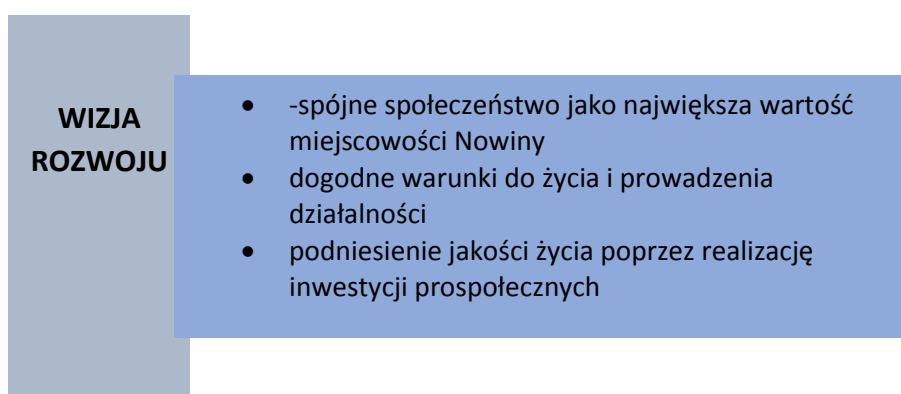 WIZJA
ROZWOJU
• -spójne społeczeństwo jako największa wartość
miejscowości Nowiny
• dogodne warunki do życia i prowadzenia
działalności
• podniesienie jakości życia poprzez realizację
inwestycji prospołecznych